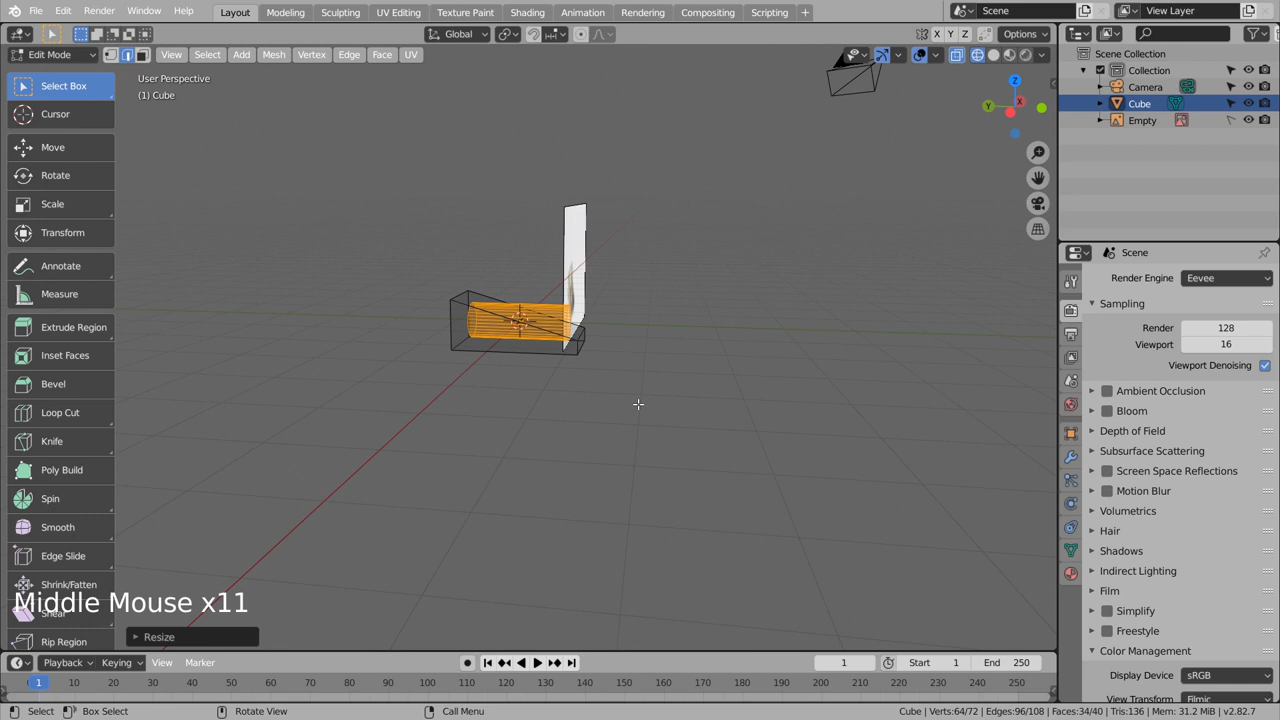 File Edit Render Window Help Layout Modeling Sculpting UV Editing Texture Paint Shading Animation Rendering Compositing Scripting + Scene View Layer
Global X Y Z Options
Edit Mode View Select Add Mesh Vertex Edge Face UV
Scene Collection
Collection
Camera
Cube
Empty
User Perspective
(1) Cube
Z
Y
X
Select Box
Cursor
Move
Rotate
Scale
Transform
Annotate
Measure
Extrude Region
Inset Faces
Bevel
Loop Cut
Knife
Poly Build
Spin
Smooth
Edge Slide
Shrink/Fatten
Shear
Rip Region
Middle Mouse x11
Resize
Scene
Render Engine Eevee
Sampling
Render 128
Viewport 16
Viewport Denoising
Ambient Occlusion
Bloom
Depth of Field
Subsurface Scattering
Screen Space Reflections
Motion Blur
Volumetrics
Hair
Shadows
Indirect Lighting
Film
Simplify
Freestyle
Color Management
Display Device sRGB
View Transform Filmic
Playback Keying View Marker 1 Start 1 End 250
1 10 20 30 40 50 60 70 80 90 100 110 120 130 140 150 160 170 180 190 200 210 220 230 240 250
Select Box Select Rotate View Call Menu Cube | Verts:64/72 | Edges:96/108 | Faces:34/40 | Tris:136 | Mem: 31.2 MiB | v2.82.7